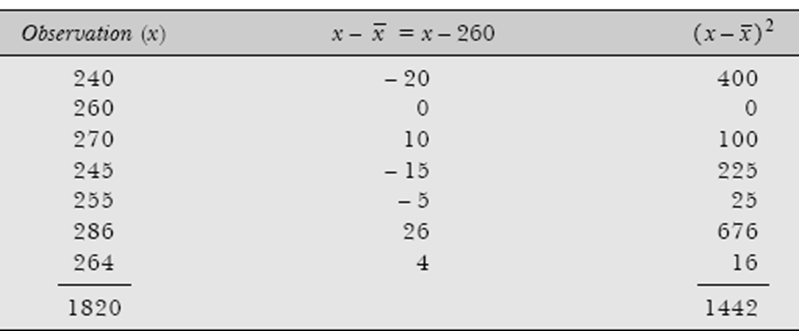 Observation (x) x – x̄ = x – 260 (x – x̄)²
240 – 20 400
260 0 0
270 10 100
245 – 15 225
255 – 5 25
286 26 676
264 4 16
1820 1442